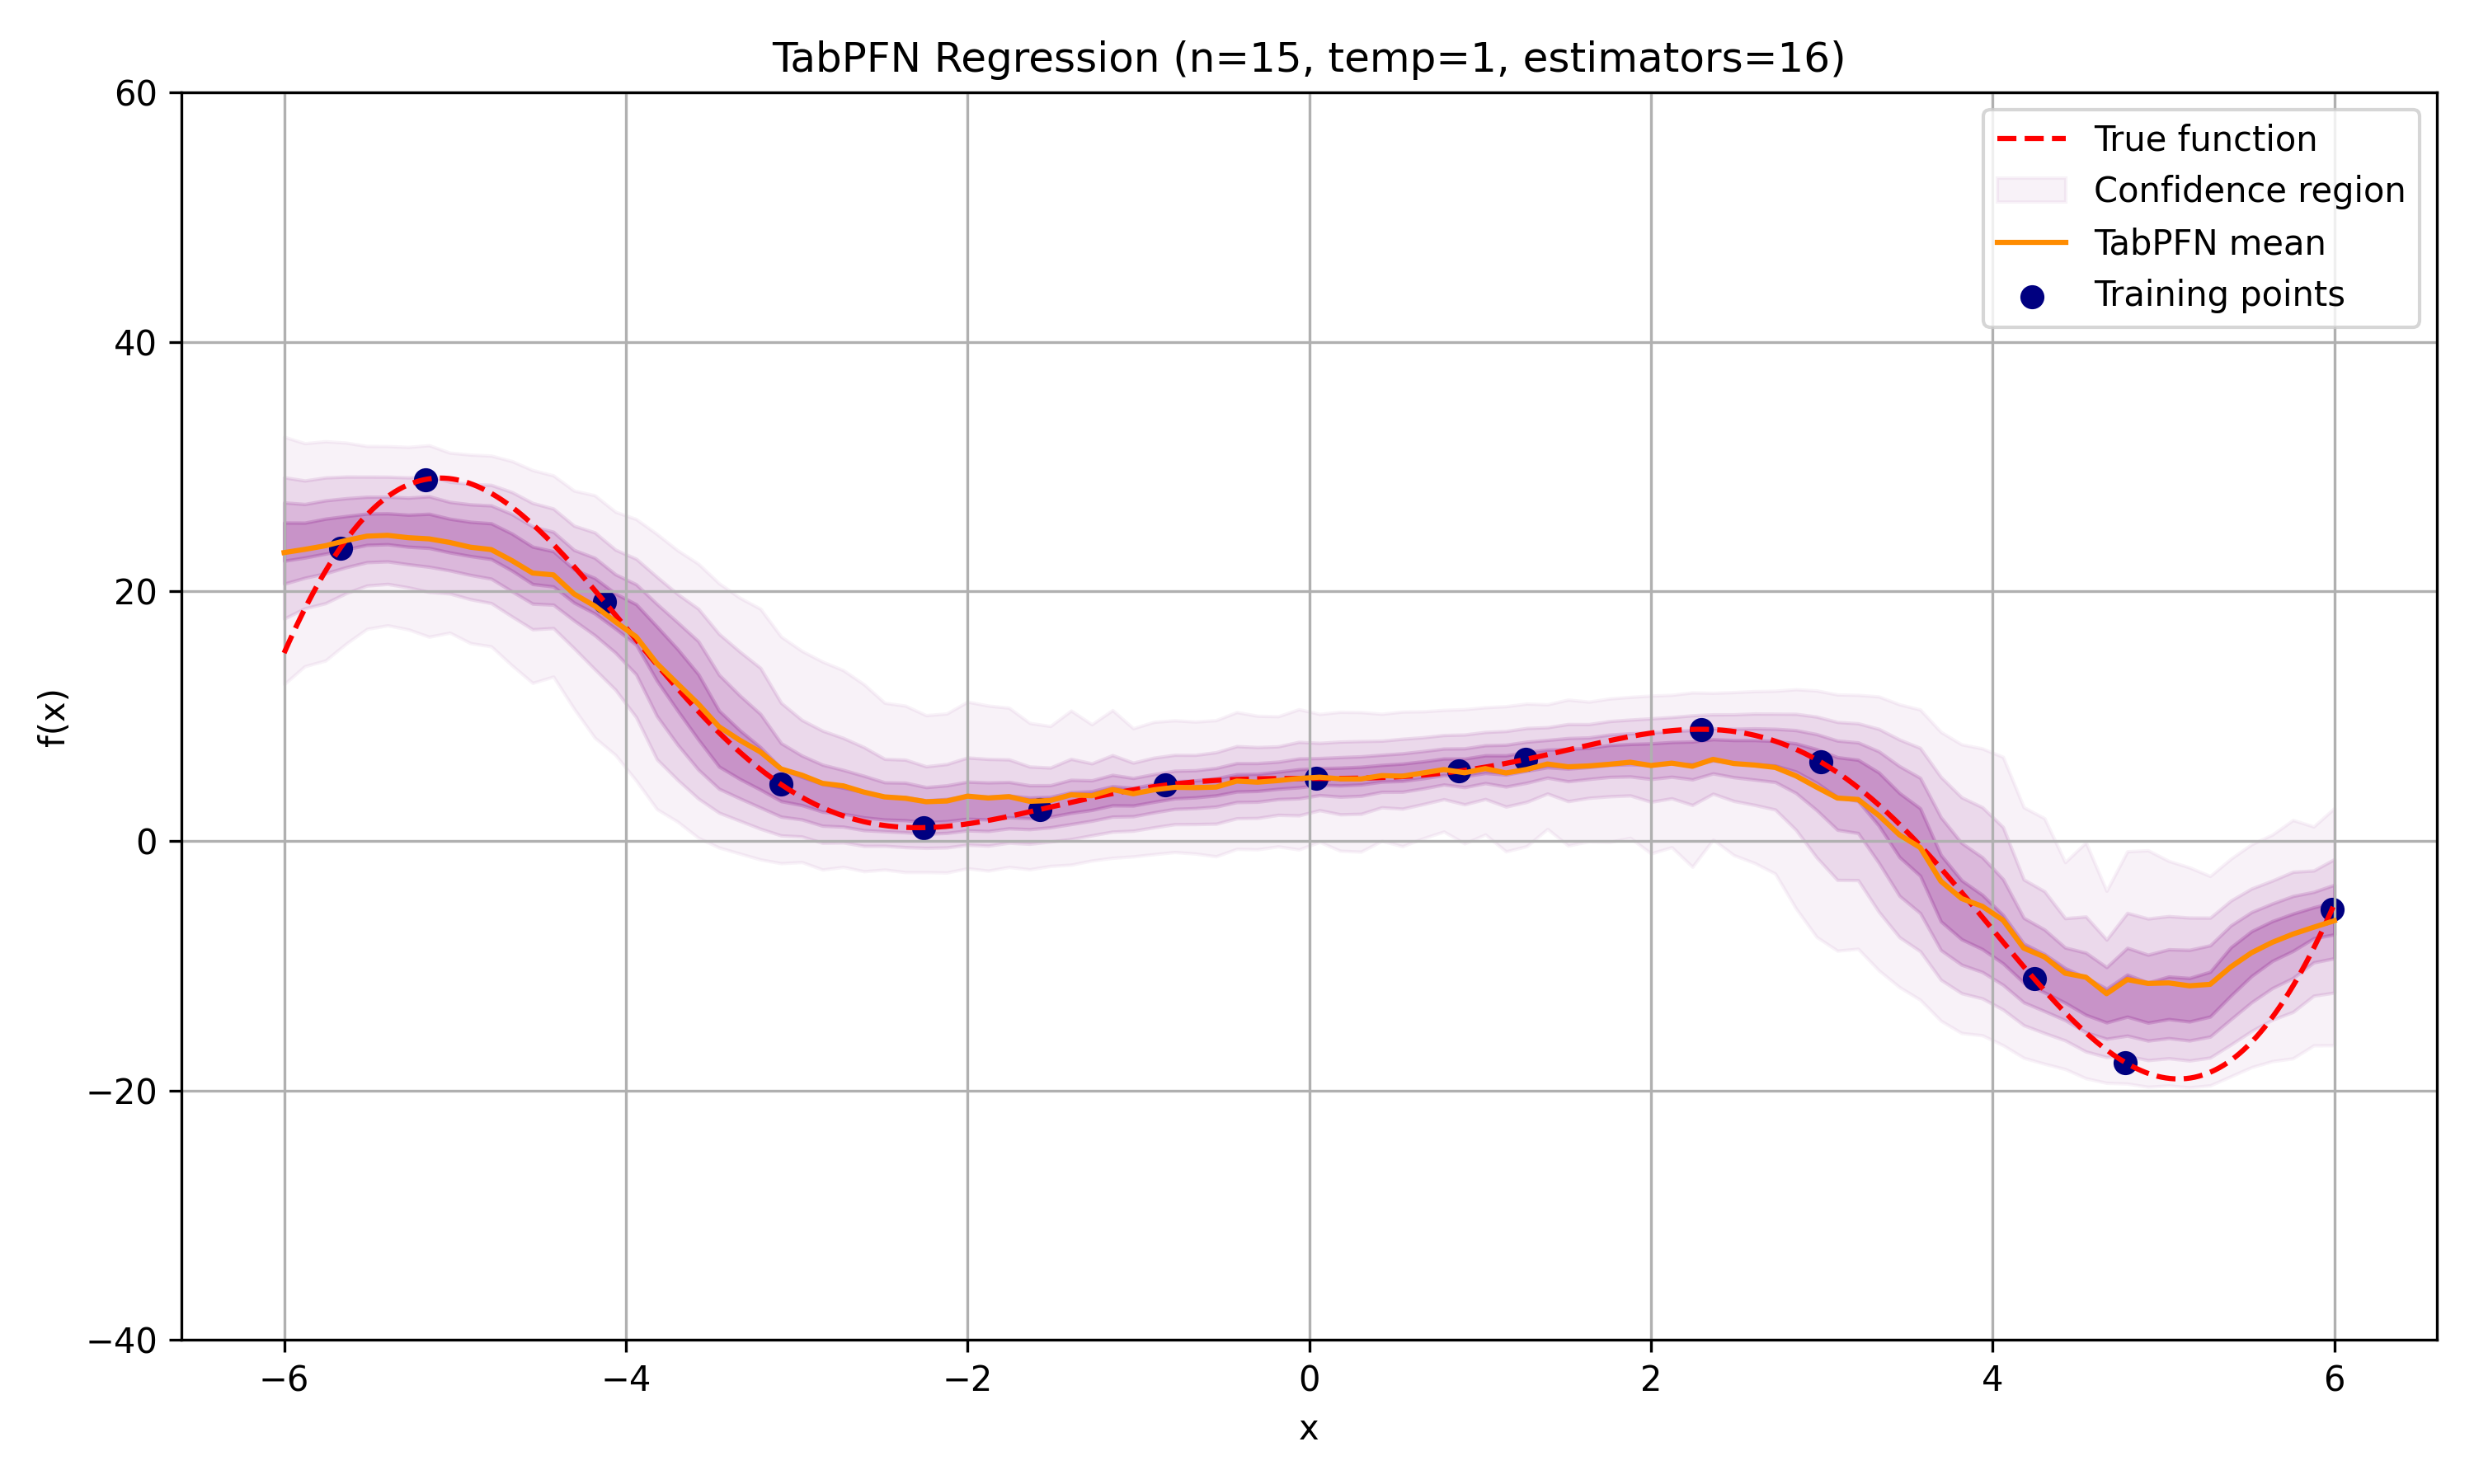 TabPFN Regression (n=15, temp=1, estimators=16)
True function
Confidence region
TabPFN mean
Training points
60
40
20
0
−20
−40
f(x)
−6
−4
−2
0
2
4
6
x